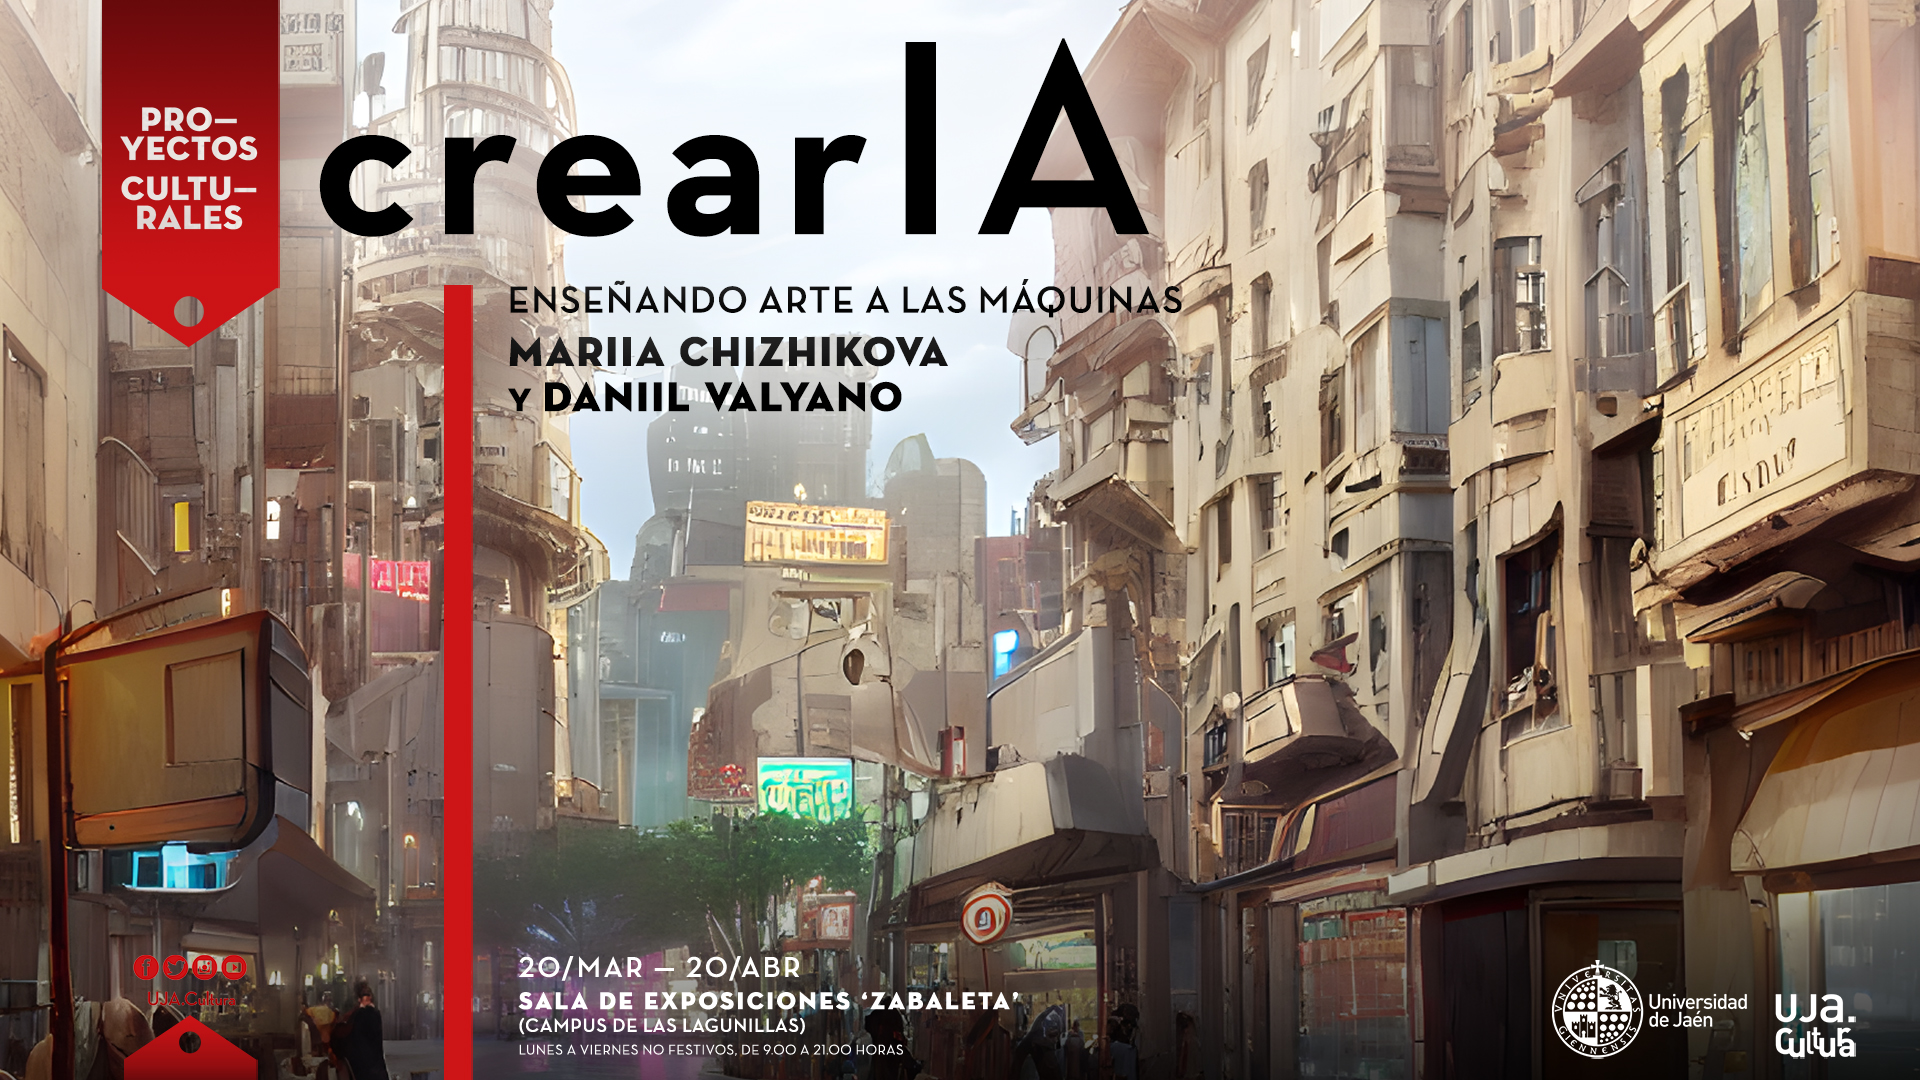 PRO—
YECTOS
CULTU—
RALES
crearIA
ENSEÑANDO ARTE A LAS MÁQUINAS
MARIIA CHIZHIKOVA
Y DANIIL VALYANO
UJA.Cultura
20/MAR — 20/ABR
SALA DE EXPOSICIONES ‘ZABALETA’
(CAMPUS DE LAS LAGUNILLAS)
LUNES A VIERNES NO FESTIVOS, DE 9.00 A 21.00 HORAS
UNIVERSITAS GIENNENSIS
Universidad
de Jaén
UJA.
Cultura